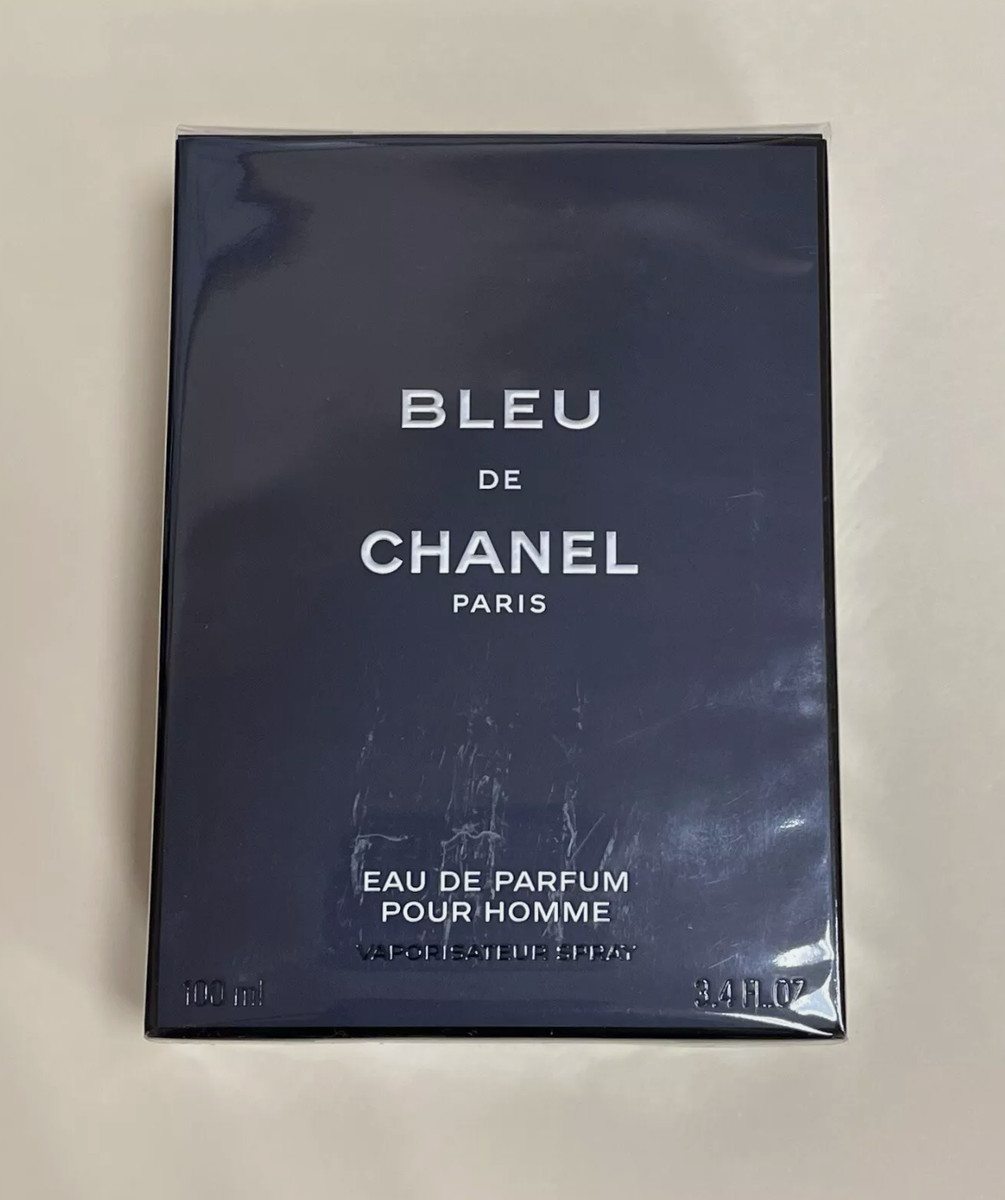 BLEU
DE
CHANEL
PARIS
EAU DE PARFUM
POUR HOMME
VAPORISATEUR SPRAY
100 ml
3.4 FL.OZ